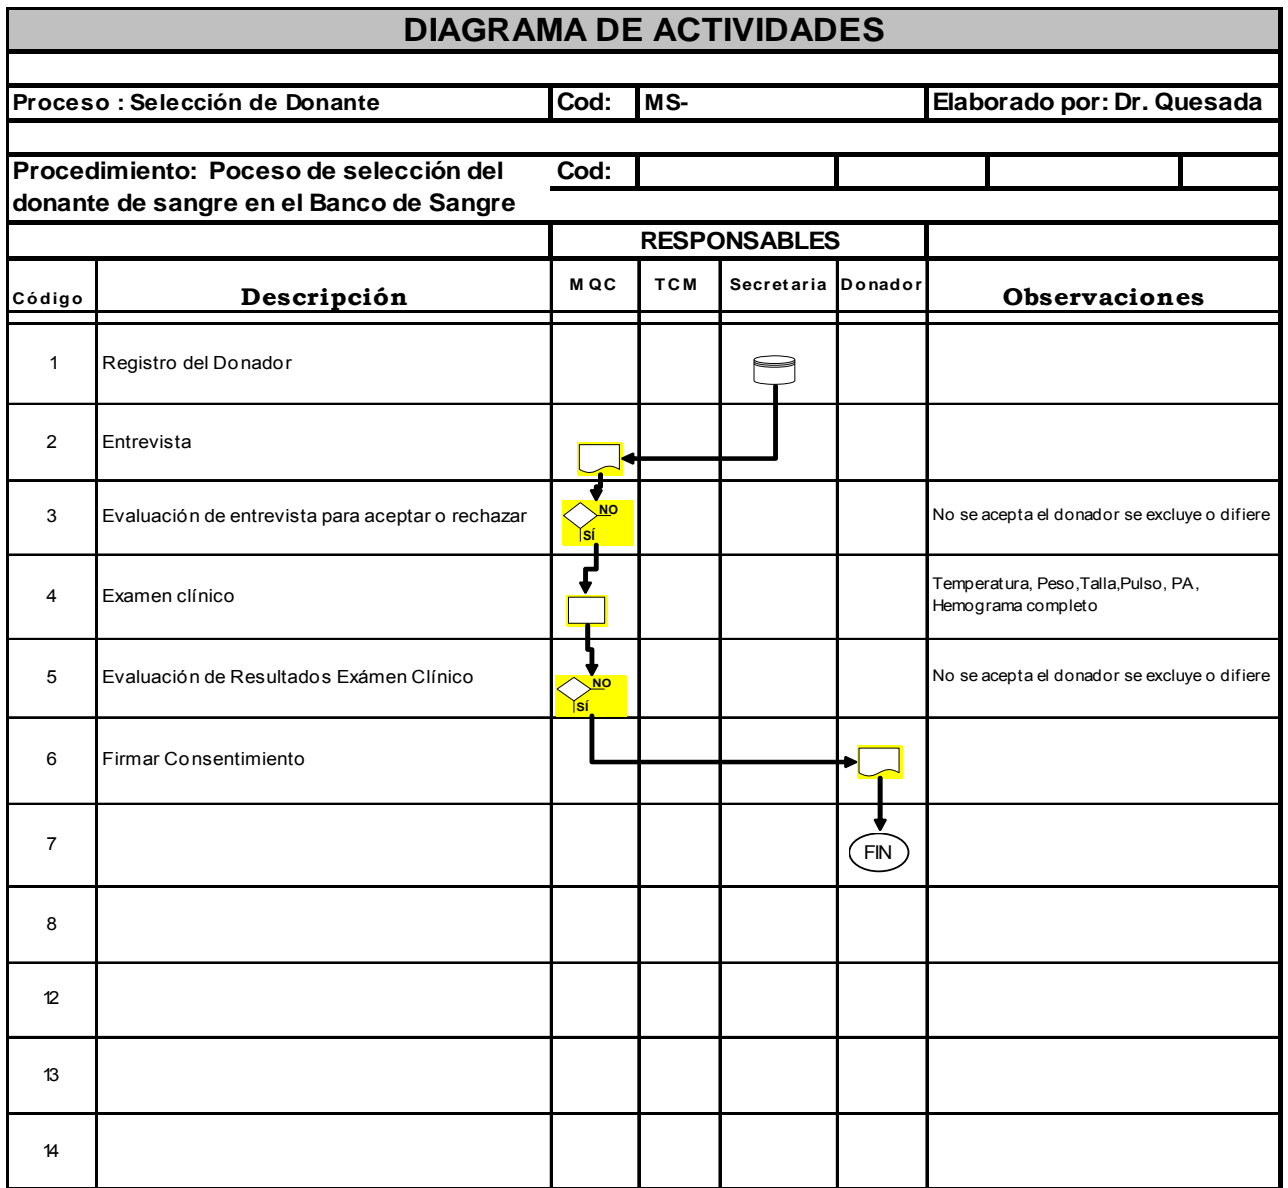 DIAGRAMA DE ACTIVIDADES
Proceso : Selección de Donante Cod: MS- Elaborado por: Dr. Quesada
Procedimiento: Poceso de selección del Cod:
donante de sangre en el Banco de Sangre
RESPONSABLES
Código Descripción MQC TCM Secretaria Donador Observaciones
1 Registro del Donador
2 Entrevista
3 Evaluación de entrevista para aceptar o rechazar NO No se acepta el donador se excluye o difiere
SÍ
4 Examen clínico Temperatura, Peso,Talla,Pulso, PA,
Hemograma completo
5 Evaluación de Resultados Exámen Clínico NO No se acepta el donador se excluye o difiere
SÍ
6 Firmar Consentimiento
7 FIN
8
12
13
14